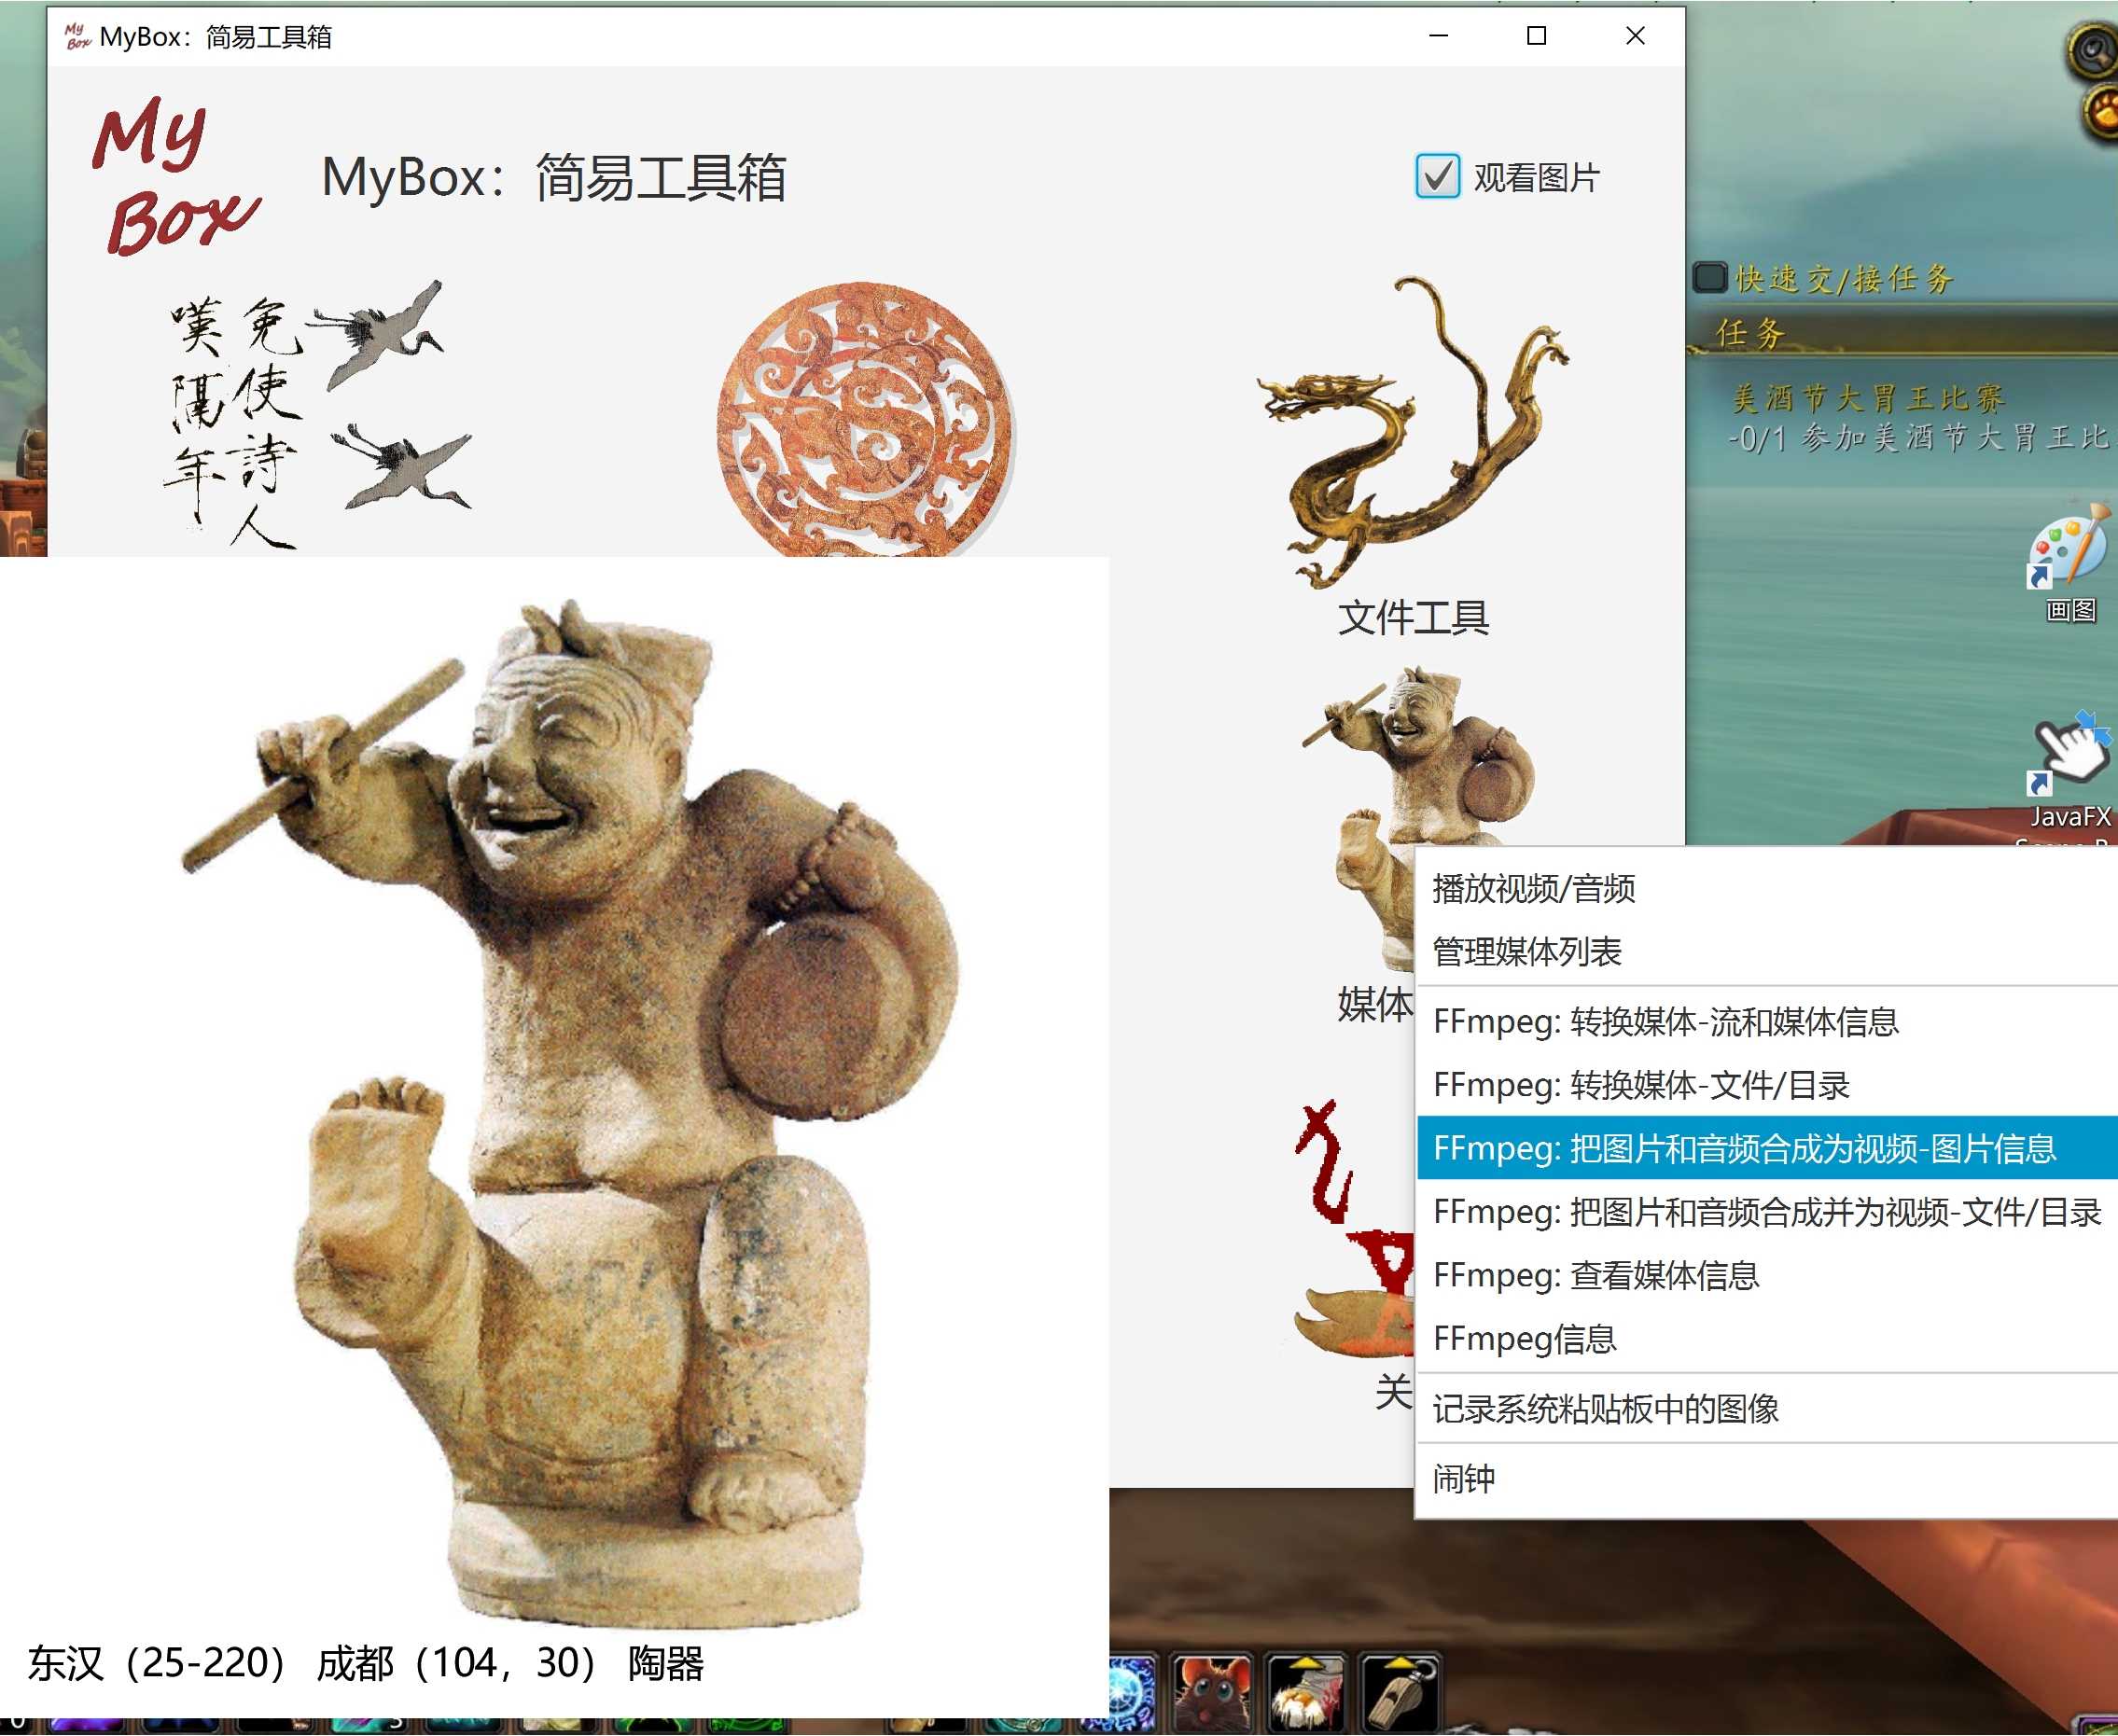 MyBox：简易工具箱
My
Box
MyBox：简易工具箱
观看图片
免使詩人
嘆隔年
文件工具
媒体
关
播放视频/音频
管理媒体列表
FFmpeg: 转换媒体-流和媒体信息
FFmpeg: 转换媒体-文件/目录
FFmpeg: 把图片和音频合成为视频-图片信息
FFmpeg: 把图片和音频合成并为视频-文件/目录
FFmpeg: 查看媒体信息
FFmpeg信息
记录系统粘贴板中的图像
闹钟
东汉（25-220） 成都（104，30） 陶器
快速交/接任务
任务
美酒节大胃王比赛
-0/1 参加美酒节大胃王比
画图
JavaFX